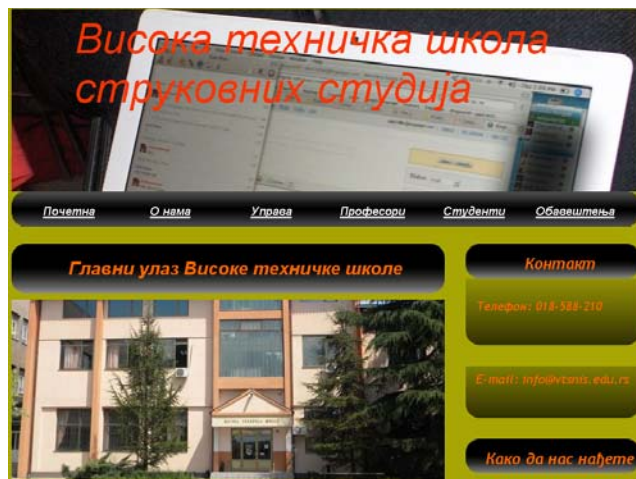 Висока техничка школа
струковних студија
Почетна О нама Управа Професори Студенти Обавештења
Главни улаз Високе техничке школе
Контакт
Телефон: 018-588-210
E-mail: info@vtsnis.edu.rs
Како да нас нађете